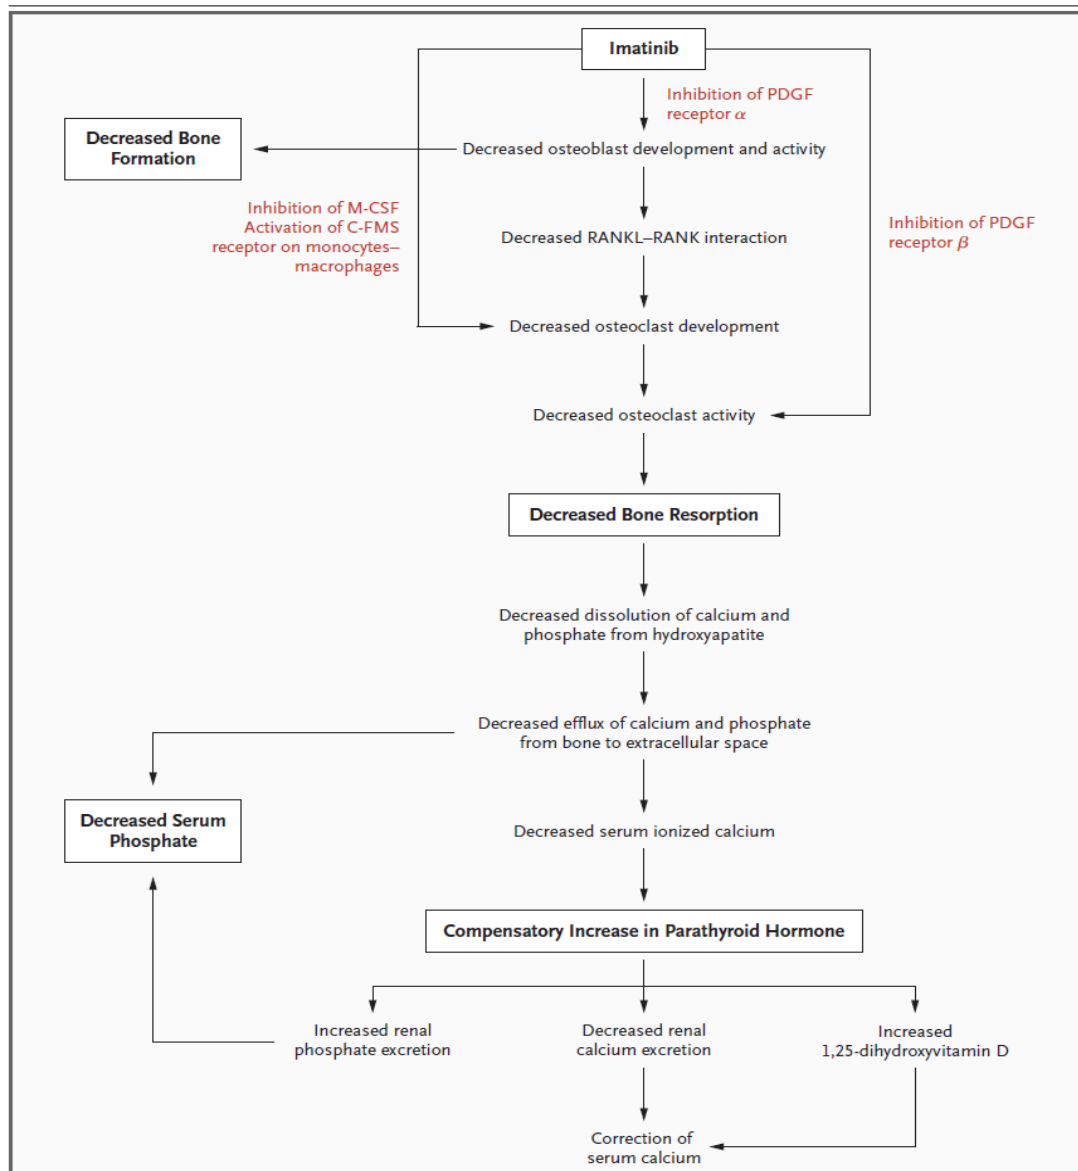 Imatinib
Inhibition of PDGF
receptor α
Decreased Bone
Formation
Decreased osteoblast development and activity
Inhibition of M-CSF
Activation of C-FMS
receptor on monocytes–
macrophages
Inhibition of PDGF
receptor β
Decreased RANKL–RANK interaction
Decreased osteoclast development
Decreased osteoclast activity
Decreased Bone Resorption
Decreased dissolution of calcium and
phosphate from hydroxyapatite
Decreased efflux of calcium and phosphate
from bone to extracellular space
Decreased Serum
Phosphate
Decreased serum ionized calcium
Compensatory Increase in Parathyroid Hormone
Increased renal
phosphate excretion
Decreased renal
calcium excretion
Increased
1,25-dihydroxyvitamin D
Correction of
serum calcium